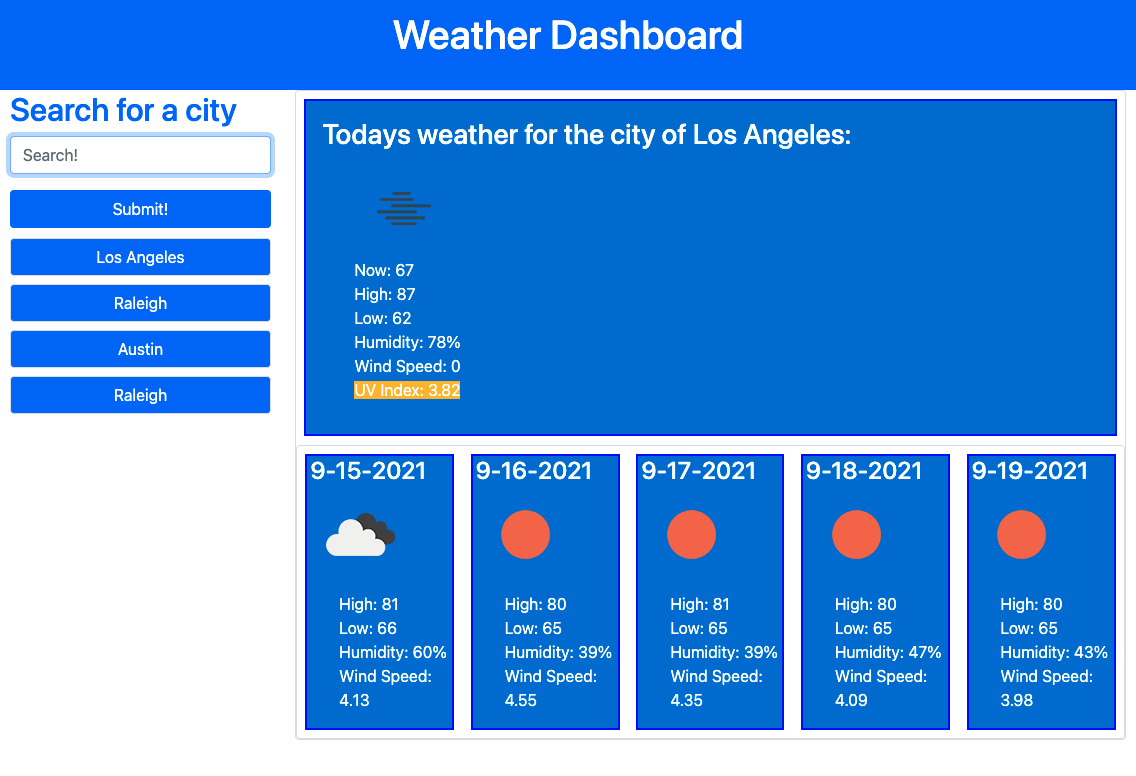 Weather Dashboard
Search for a city
Search!
Submit!
Los Angeles
Raleigh
Austin
Raleigh
Todays weather for the city of Los Angeles:
Now: 67
High: 87
Low: 62
Humidity: 78%
Wind Speed: 0
UV Index: 3.82
9-15-2021
High: 81
Low: 66
Humidity: 60%
Wind Speed:
4.13
9-16-2021
High: 80
Low: 65
Humidity: 39%
Wind Speed:
4.55
9-17-2021
High: 81
Low: 65
Humidity: 39%
Wind Speed:
4.35
9-18-2021
High: 80
Low: 65
Humidity: 47%
Wind Speed:
4.09
9-19-2021
High: 80
Low: 65
Humidity: 43%
Wind Speed:
3.98